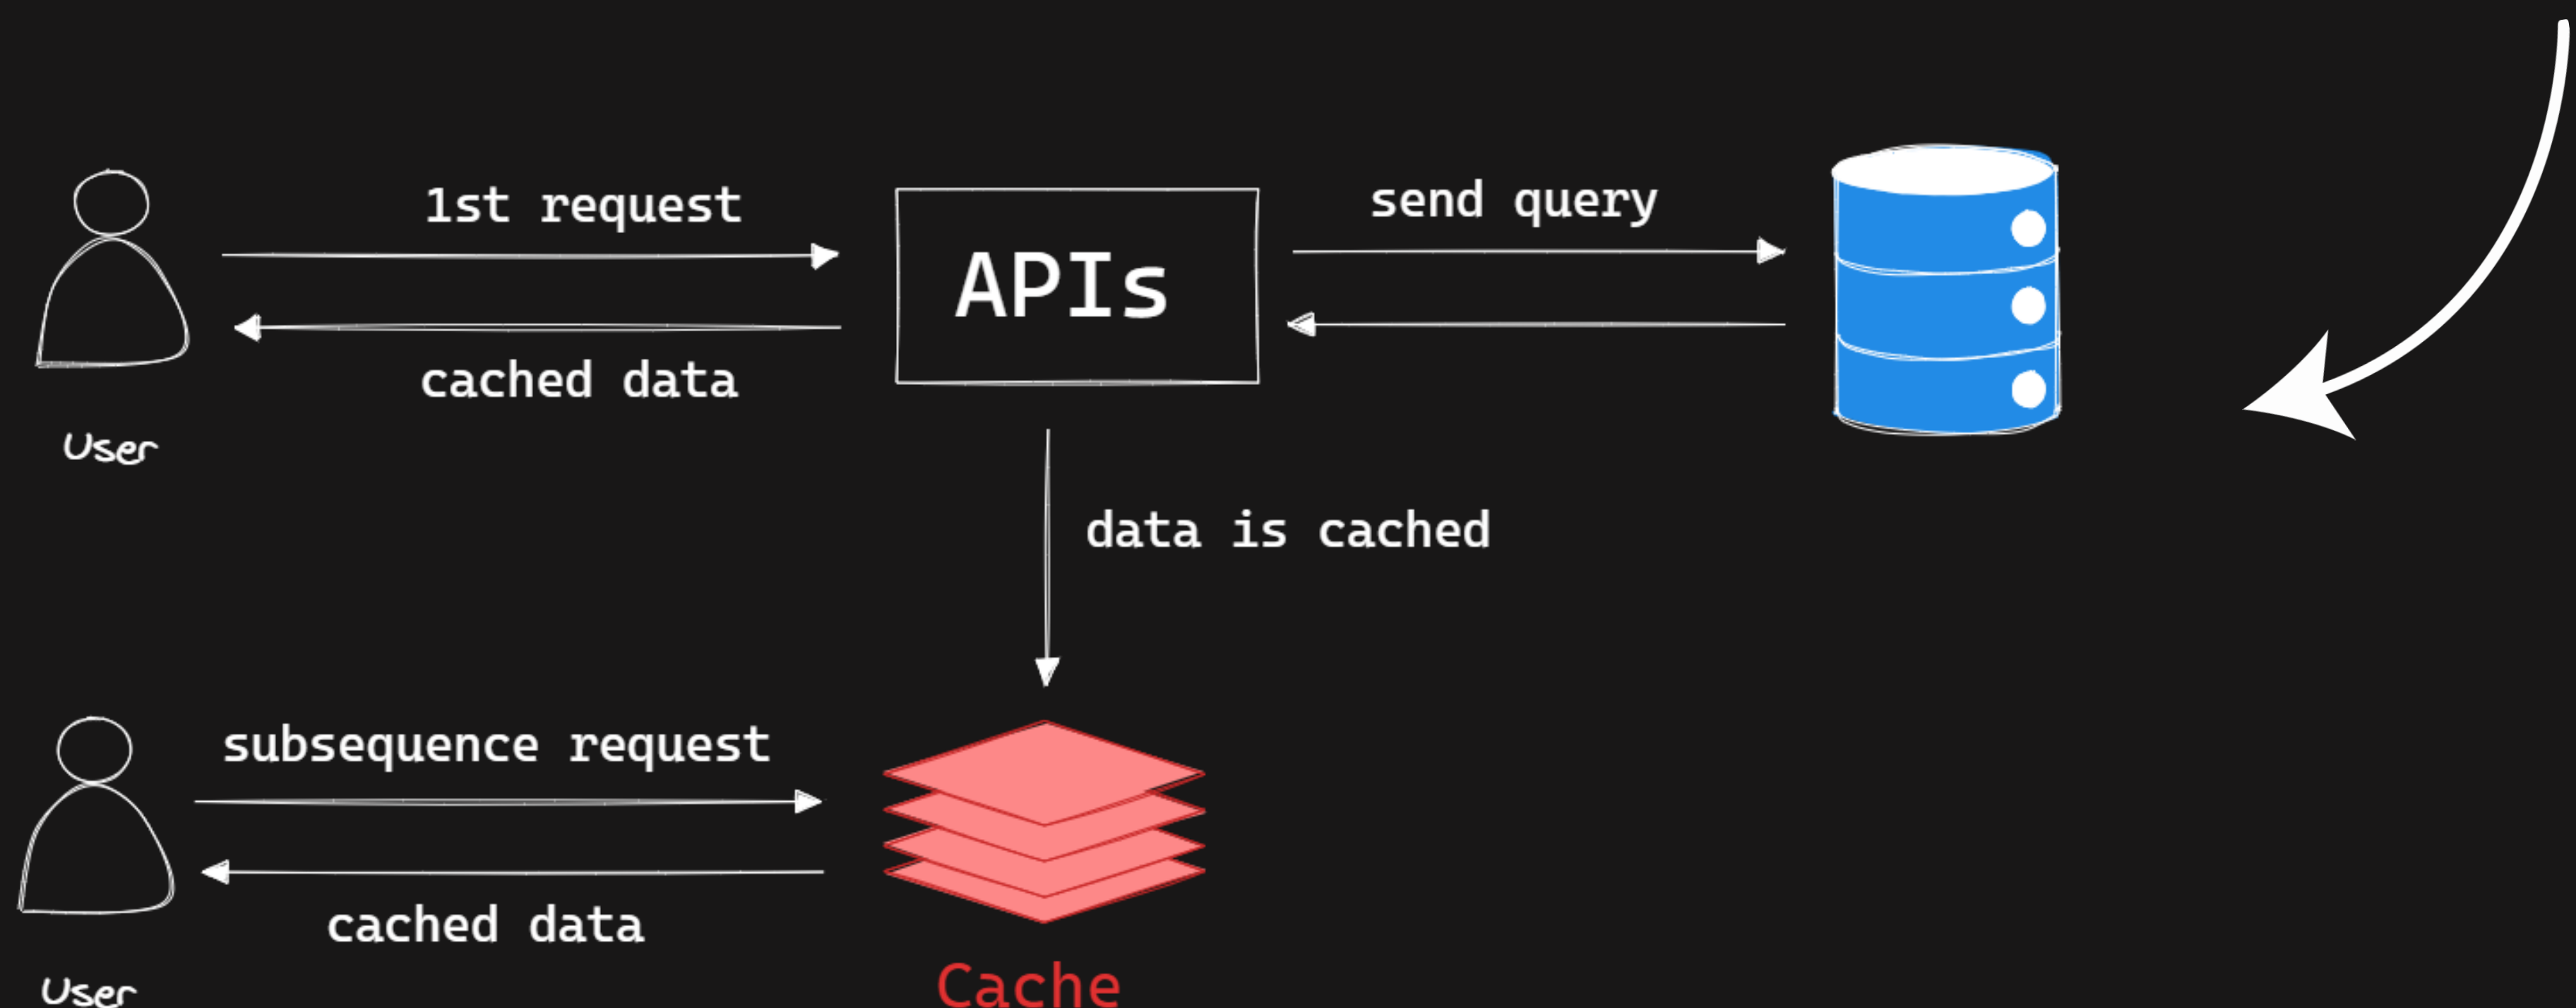 1st request
send query
APIs
cached data
User
data is cached
subsequence request
cached data
User
Cache